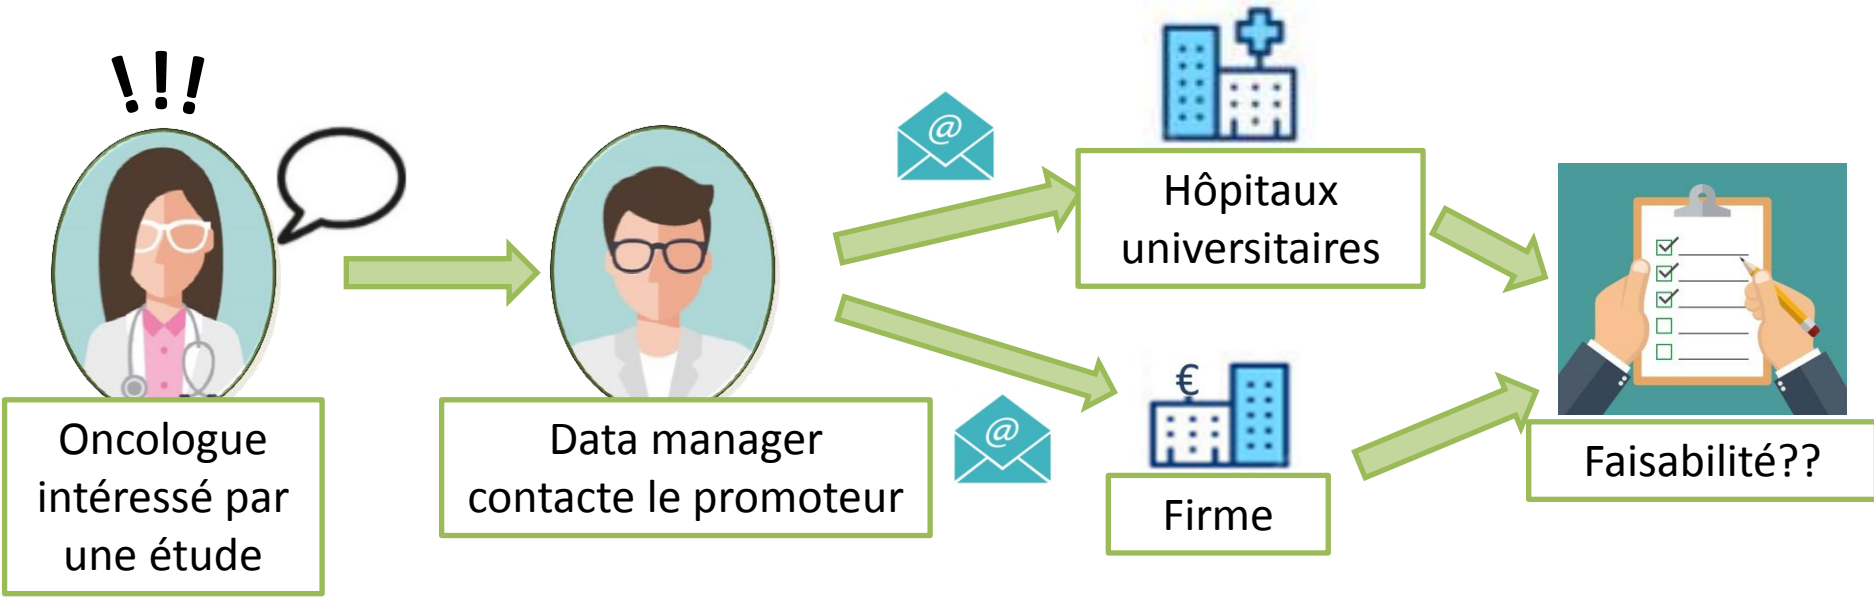 !!!
Oncologue
intéressé par
une étude
Data manager
contacte le promoteur
@
Hôpitaux
universitaires
@
€
Firme
Faisabilité??